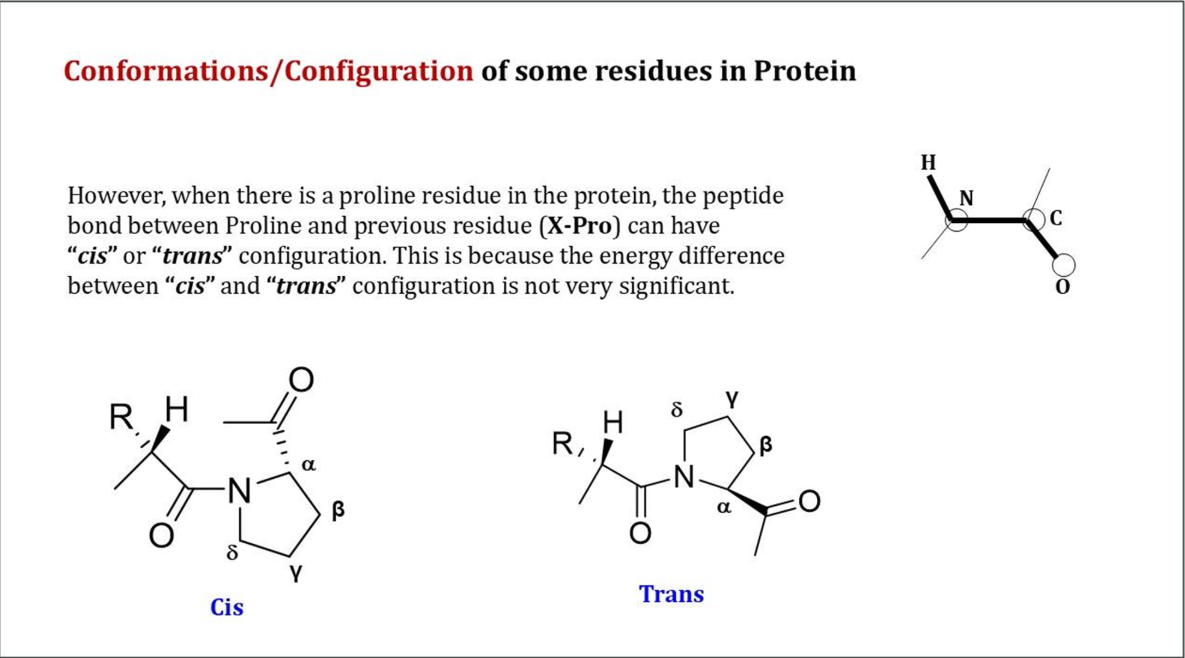 Conformations/Configuration of some residues in Protein
However, when there is a proline residue in the protein, the peptide
bond between Proline and previous residue (X-Pro) can have
“cis” or “trans” configuration. This is because the energy difference
between “cis” and “trans” configuration is not very significant.
H
N
C
O
O
R H
α
N
β
O
δ
γ
Cis
γ
δ
H
R
β
N
α
O
O
Trans